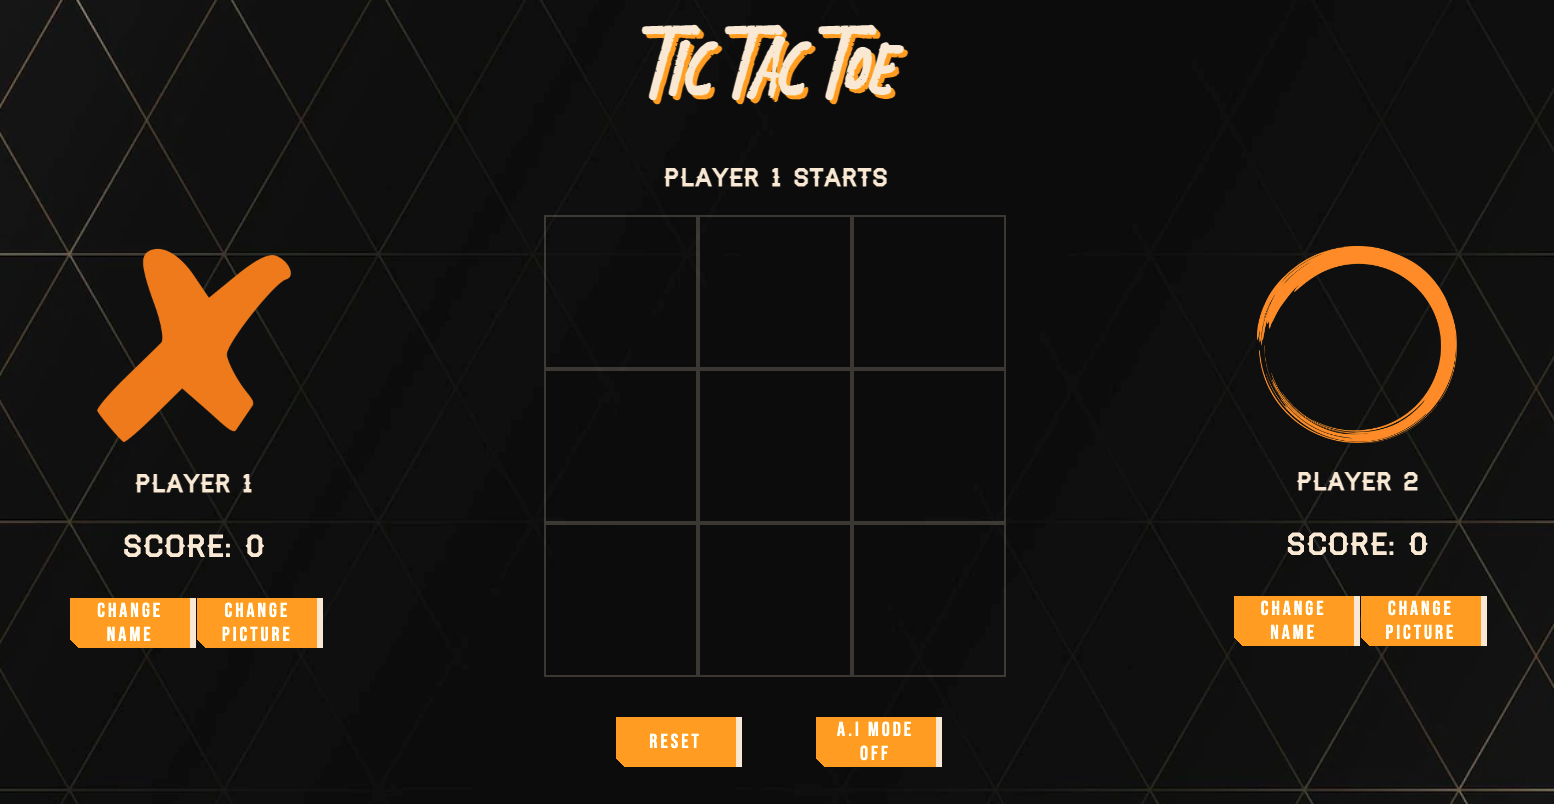 TIC TAC TOE
PLAYER 1 STARTS
PLAYER 1
SCORE: 0
CHANGE
NAME
CHANGE
PICTURE
PLAYER 2
SCORE: 0
CHANGE
NAME
CHANGE
PICTURE
RESET
A.I MODE
OFF